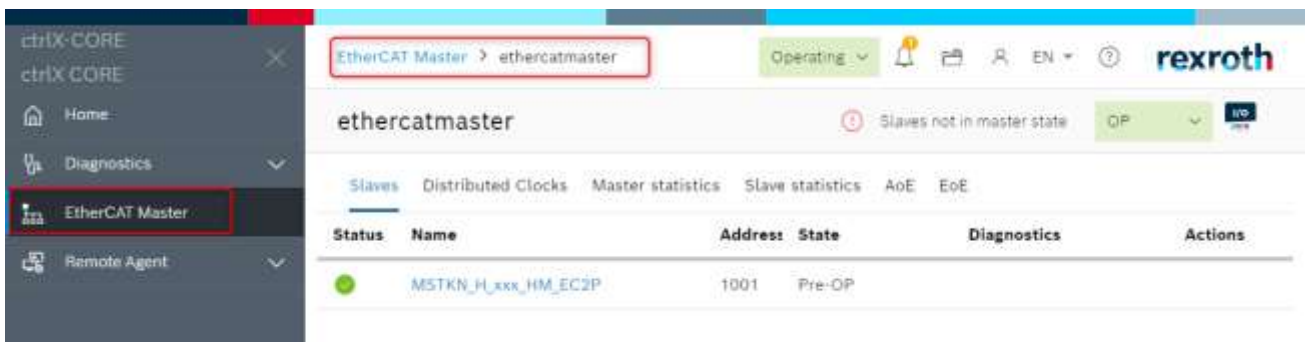 ctrlX-CORE
ctrlX CORE
Home
Diagnostics
EtherCAT Master
Remote Agent
EtherCAT Master > ethercatmaster
Operating
EN
rexroth
ethercatmaster
Slaves not in master state
OP
I/O
Slaves Distributed Clocks Master statistics Slave statistics AoE EoE
Status Name Address State Diagnostics Actions
MSTKN_H_xxx_HM_EC2P 1001 Pre-OP